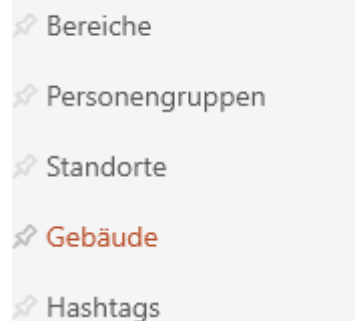 Bereiche
Personengruppen
Standorte
Gebäude
Hashtags